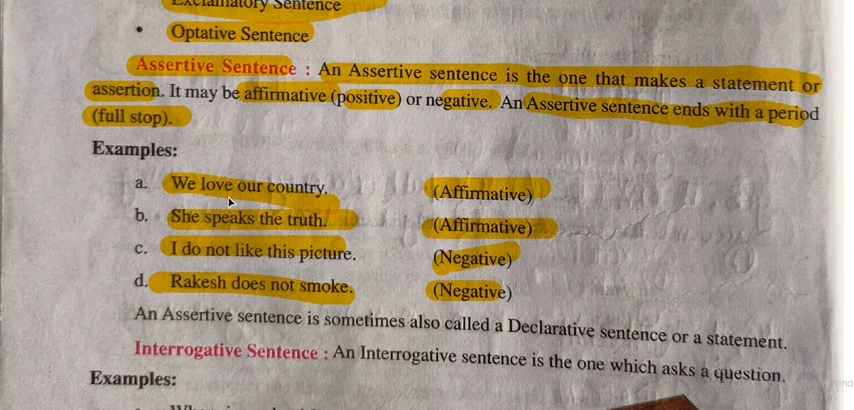 Exclamatory Sentence
• Optative Sentence
Assertive Sentence : An Assertive sentence is the one that makes a statement or
assertion. It may be affirmative (positive) or negative. An Assertive sentence ends with a period
(full stop).
Examples:
a. We love our country. (Affirmative)
b. She speaks the truth. (Affirmative)
c. I do not like this picture. (Negative)
d. Rakesh does not smoke. (Negative)
An Assertive sentence is sometimes also called a Declarative sentence or a statement.
Interrogative Sentence : An Interrogative sentence is the one which asks a question.
Examples: